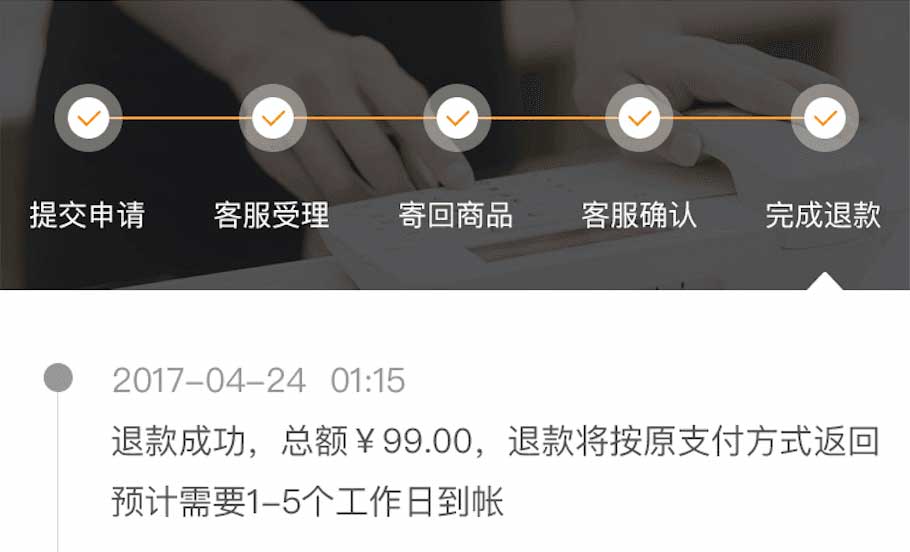 提交申请 客服受理 寄回商品 客服确认 完成退款
2017-04-24 01:15
退款成功，总额￥99.00，退款将按原支付方式返回
预计需要1-5个工作日到帐